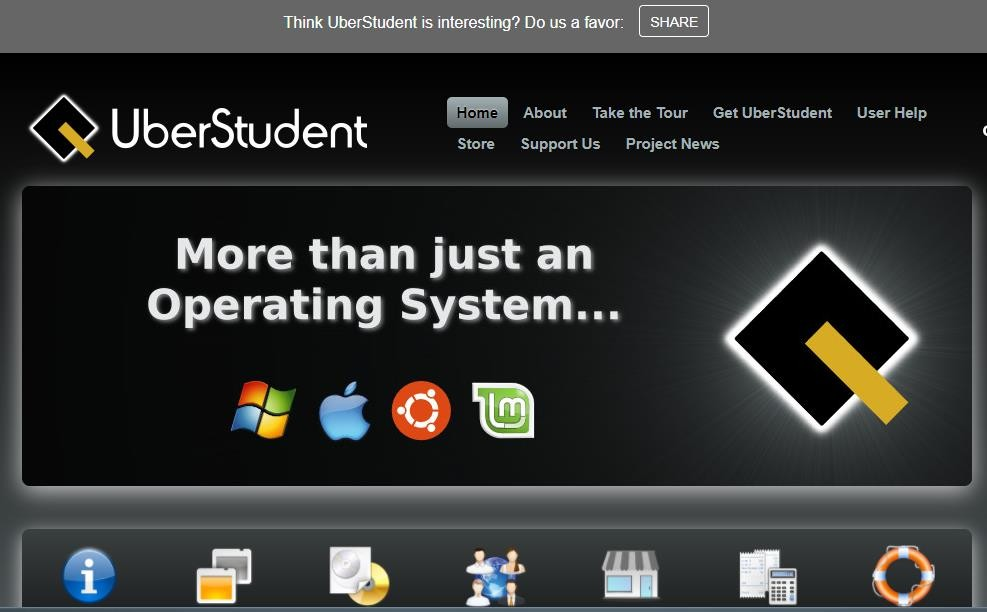 Think UberStudent is interesting? Do us a favor: SHARE
UberStudent
Home About Take the Tour Get UberStudent User Help
Store Support Us Project News
More than just an
Operating System...
lm
i